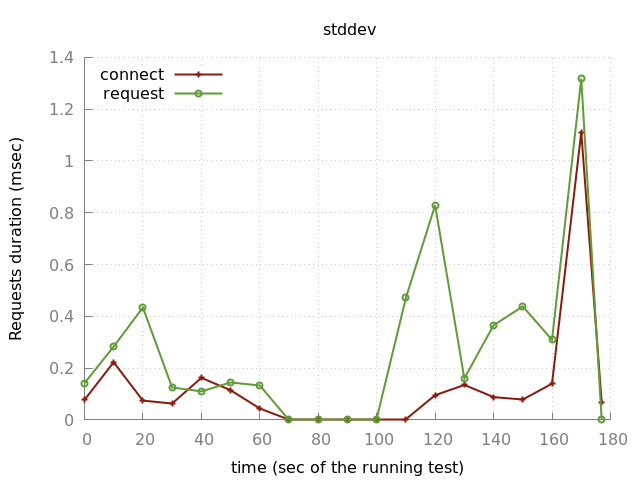 stddev
1.4
1.2
1
0.8
0.6
0.4
0.2
0
connect
request
Requests duration (msec)
0 20 40 60 80 100 120 140 160 180
time (sec of the running test)